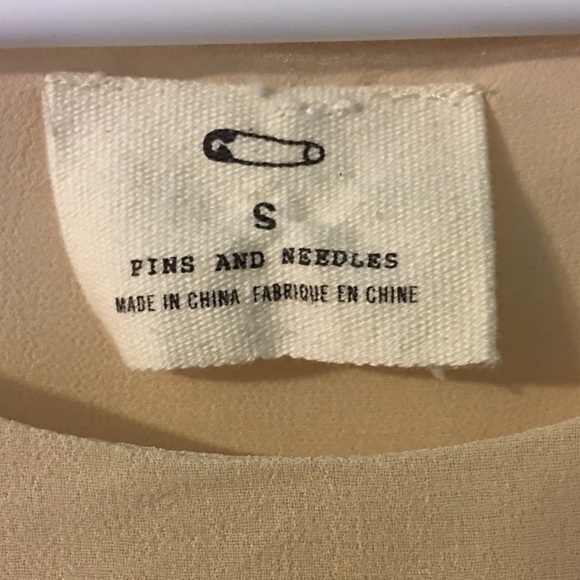 S
PINS AND NEEDLES
MADE IN CHINA FABRIQUE EN CHINE